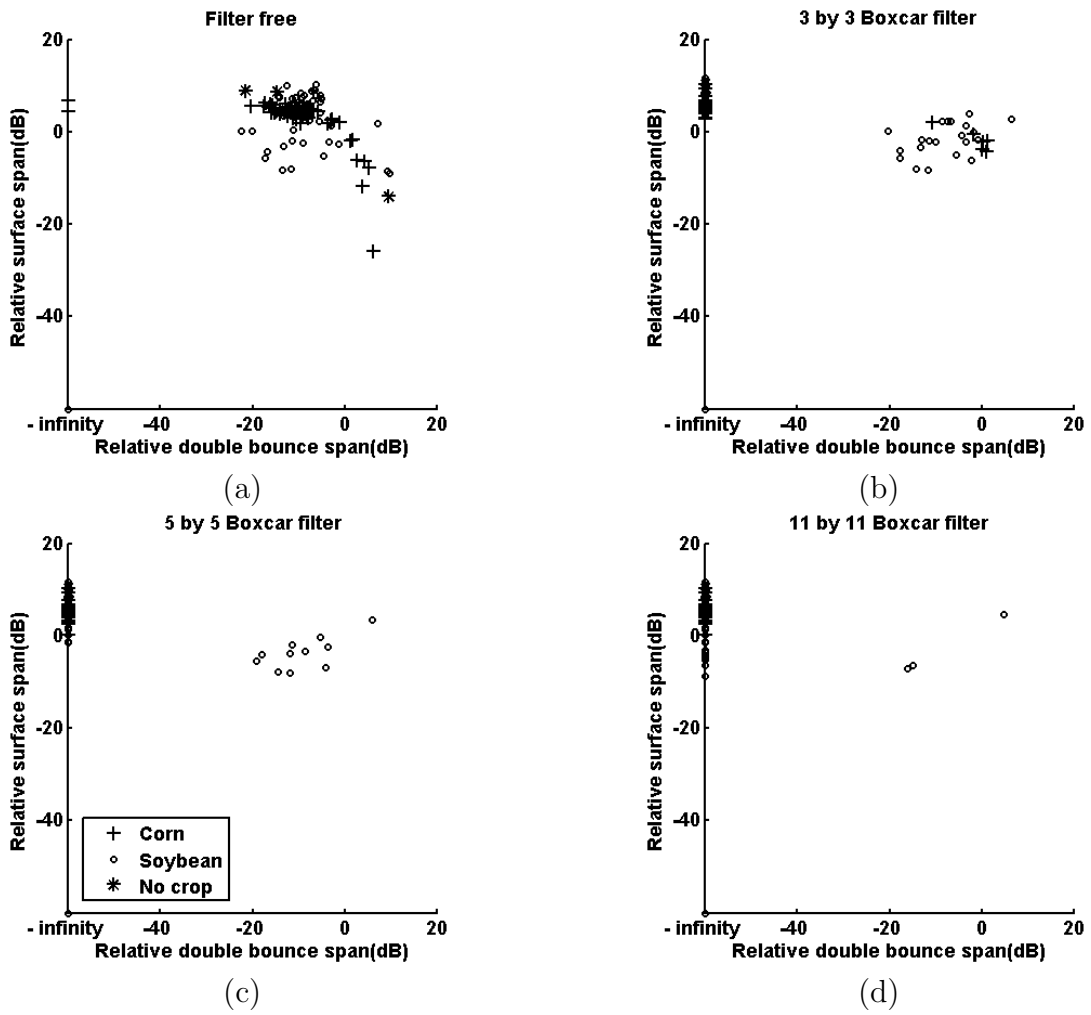 Filter free
20
0
-20
-40
Relative surface span(dB)
- infinity
-40
-20
0
20
Relative double bounce span(dB)
(a)
3 by 3 Boxcar filter
20
0
-20
-40
Relative surface span(dB)
- infinity
-40
-20
0
20
Relative double bounce span(dB)
(b)
5 by 5 Boxcar filter
20
0
-20
-40
Relative surface span(dB)
Corn
Soybean
No crop
- infinity
-40
-20
0
20
Relative double bounce span(dB)
(c)
11 by 11 Boxcar filter
20
0
-20
-40
Relative surface span(dB)
- infinity
-40
-20
0
20
Relative double bounce span(dB)
(d)